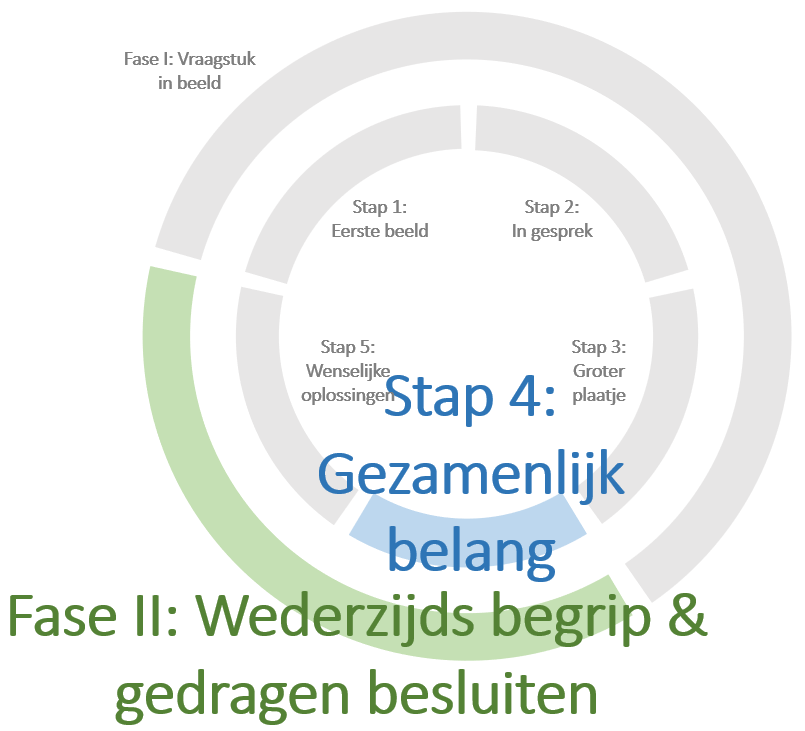 Fase I: Vraagstuk
in beeld
Stap 1:
Eerste beeld
Stap 2:
In gesprek
Stap 5:
Wenselijke
oplossingen
Stap 3:
Groter
plaatje
Stap 4:
Gezamenlijk
belang
Fase II: Wederzijds begrip &
gedragen besluiten